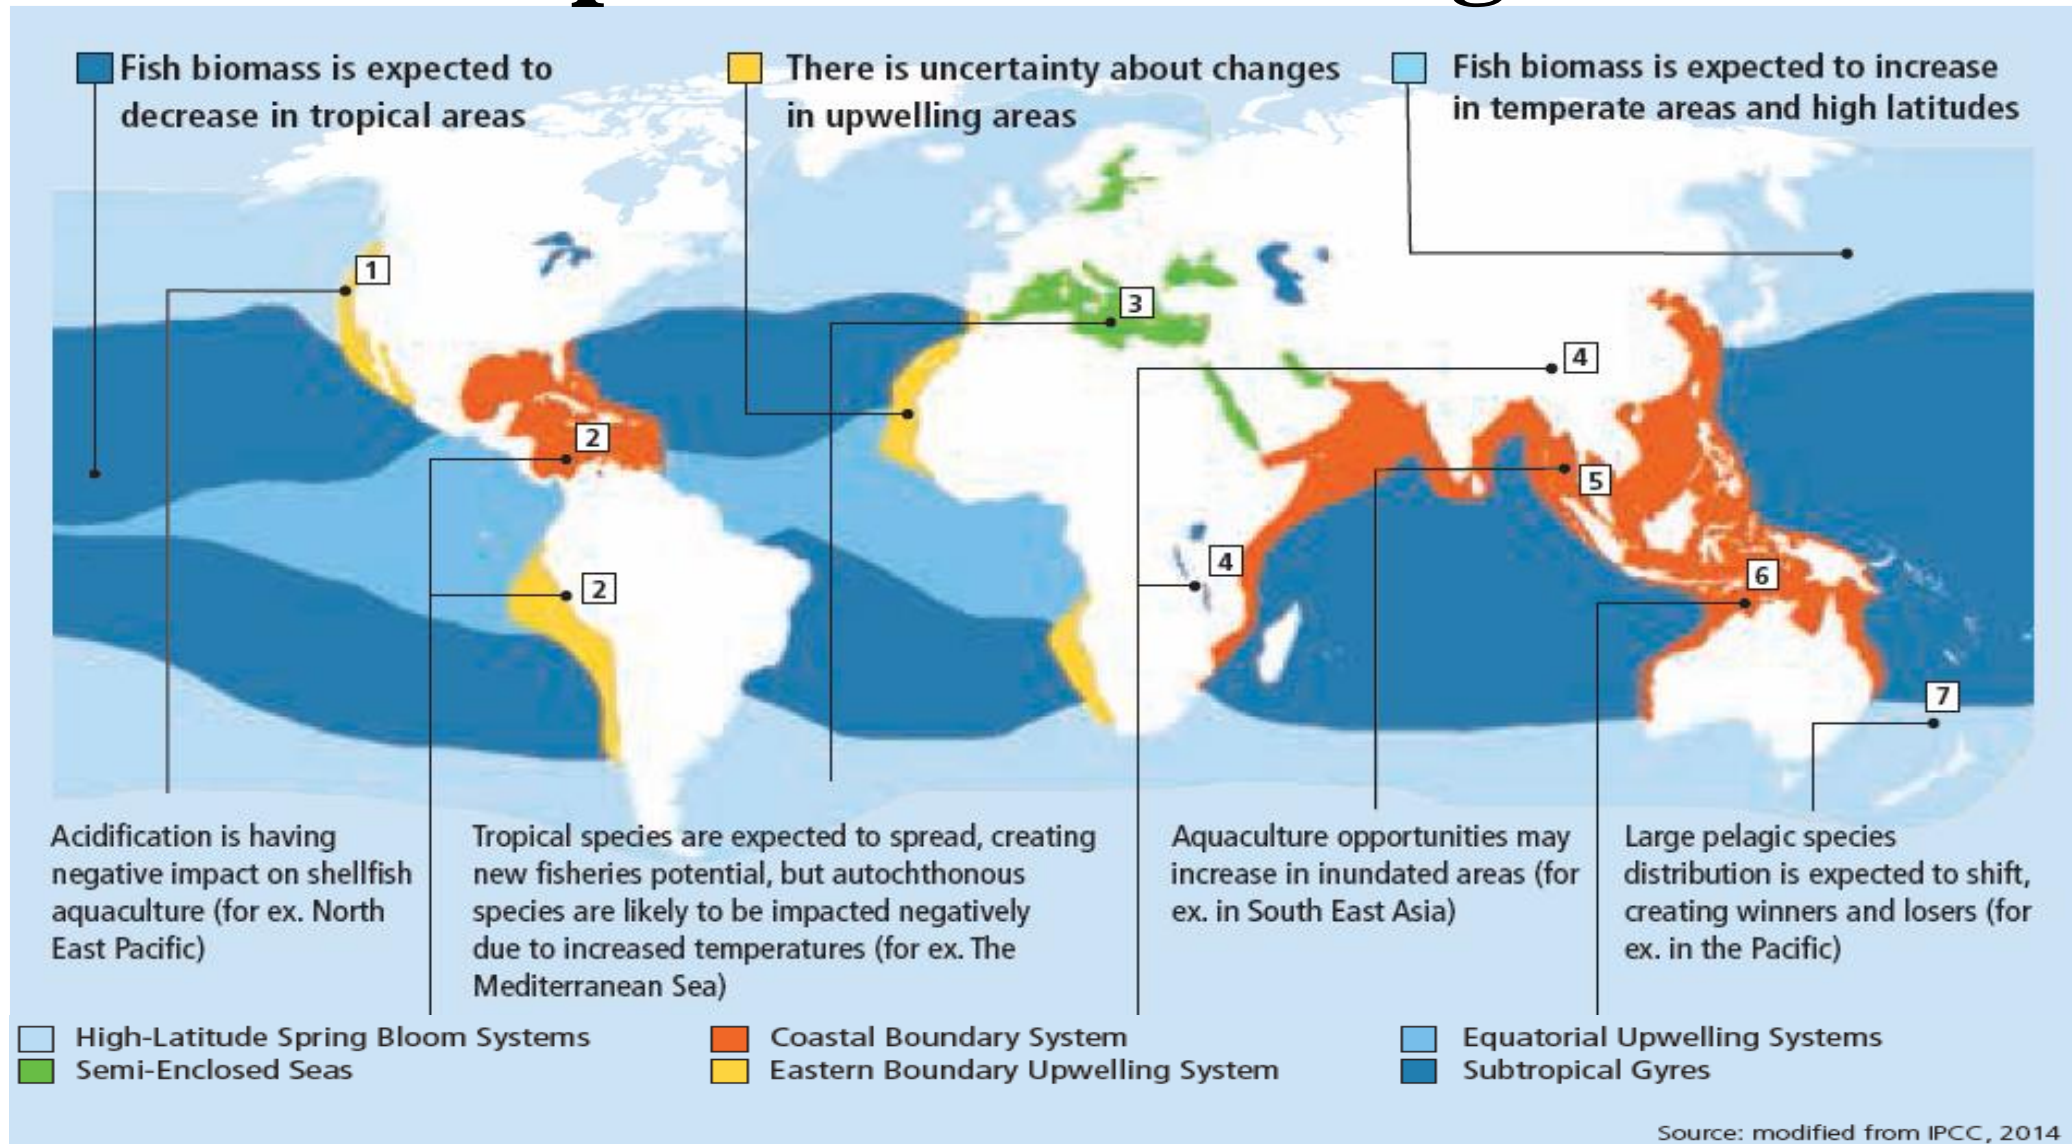 Fish biomass is expected to
decrease in tropical areas
There is uncertainty about changes
in upwelling areas
Fish biomass is expected to increase
in temperate areas and high latitudes
1
2
2
3
4
4
5
6
7
Acidification is having
negative impact on shellfish
aquaculture (for ex. North
East Pacific)
Tropical species are expected to spread, creating
new fisheries potential, but autochthonous
species are likely to be impacted negatively
due to increased temperatures (for ex. The
Mediterranean Sea)
Aquaculture opportunities may
increase in inundated areas (for
ex. in South East Asia)
Large pelagic species
distribution is expected to shift,
creating winners and losers (for
ex. in the Pacific)
High-Latitude Spring Bloom Systems
Semi-Enclosed Seas
Coastal Boundary System
Eastern Boundary Upwelling System
Equatorial Upwelling Systems
Subtropical Gyres
Source: modified from IPCC, 2014